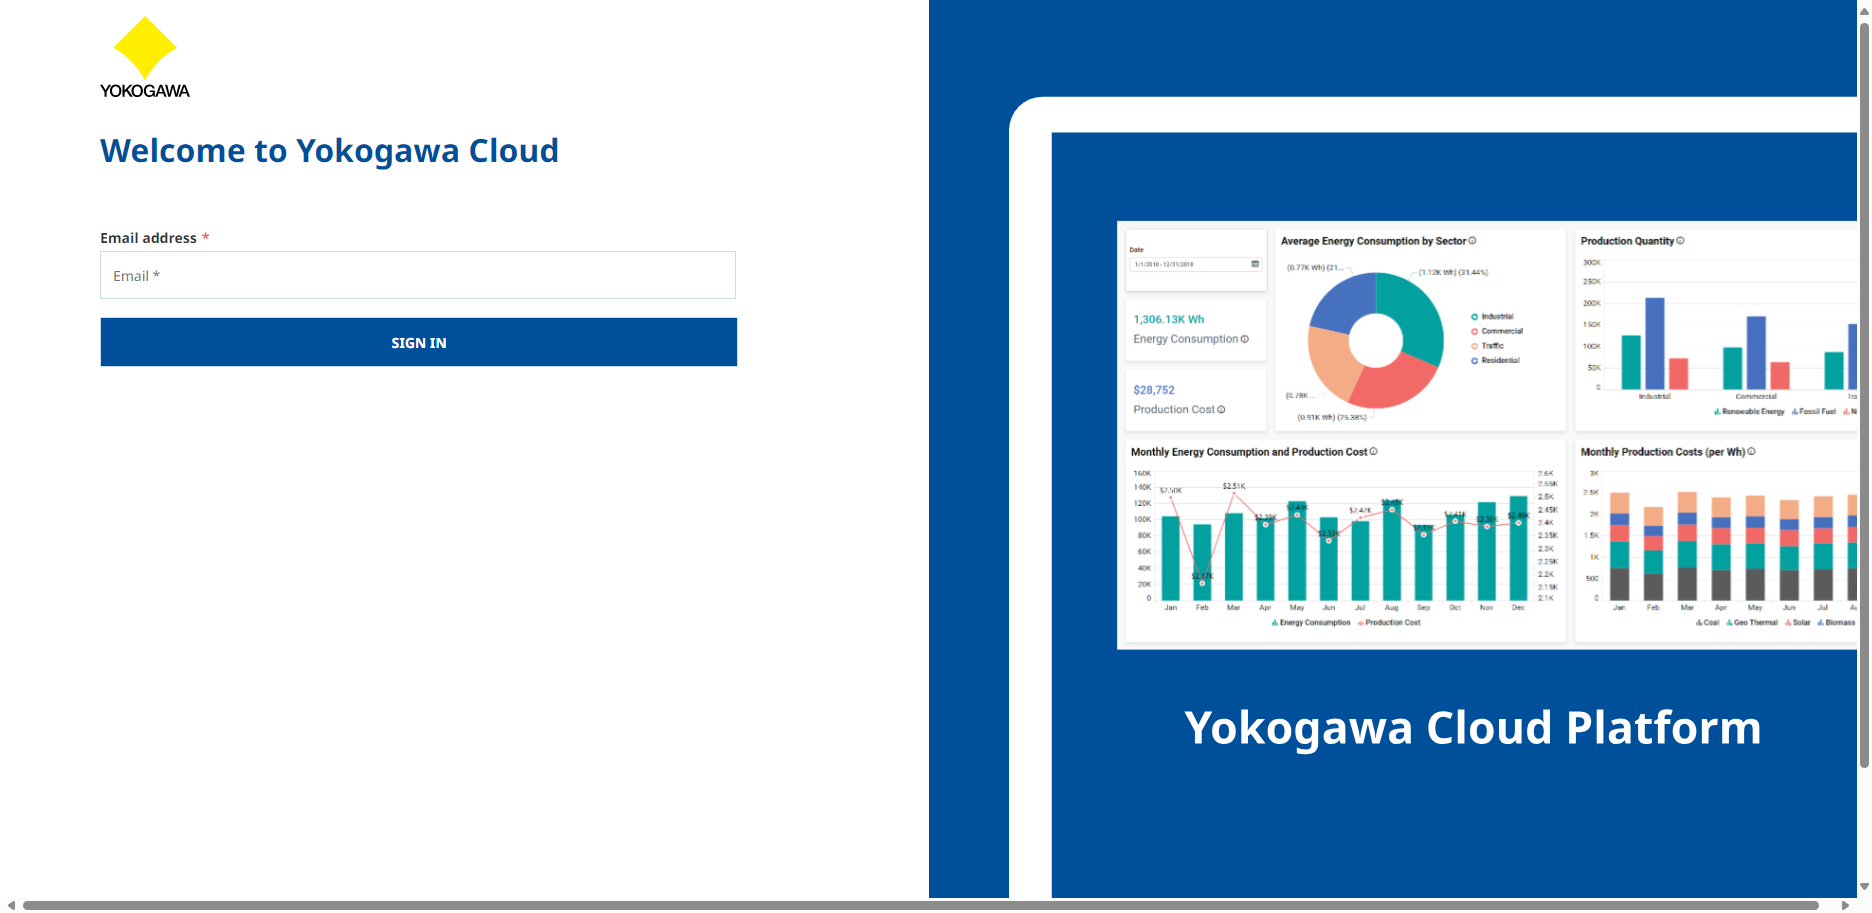 YOKOGAWA
Welcome to Yokogawa Cloud
Email address *
Email *
SIGN IN
Date
1/1/2018 - 12/31/2018
1,306.13K Wh
Energy Consumption
$28,752
Production Cost
Average Energy Consumption by Sector
(0.77K Wh) (21...
(1.12K Wh) (31.44%)
(0.78K ...
(0.91K Wh) (25.38%)
Industrial
Commercial
Traffic
Residential
Production Quantity
300K
250K
200K
150K
100K
50K
0
Industrial Commercial Tra
Renewable Energy Fossil Fuel N
Monthly Energy Consumption and Production Cost
160K
140K
120K
100K
80K
60K
40K
20K
0
$2.50K
$2.51K
$2.42K
2.6K
2.55K
2.5K
2.45K
2.4K
2.35K
2.3K
2.25K
2.2K
2.15K
2.1K
Jan Feb Mar Apr May Jun Jul Aug Sep Oct Nov Dec
Energy Consumption Production Cost
Monthly Production Costs (per Wh)
3K
2.5K
2K
1.5K
1K
500
0
Jan Feb Mar Apr May Jun Jul
Coal Geo Thermal Solar Biomass
Yokogawa Cloud Platform